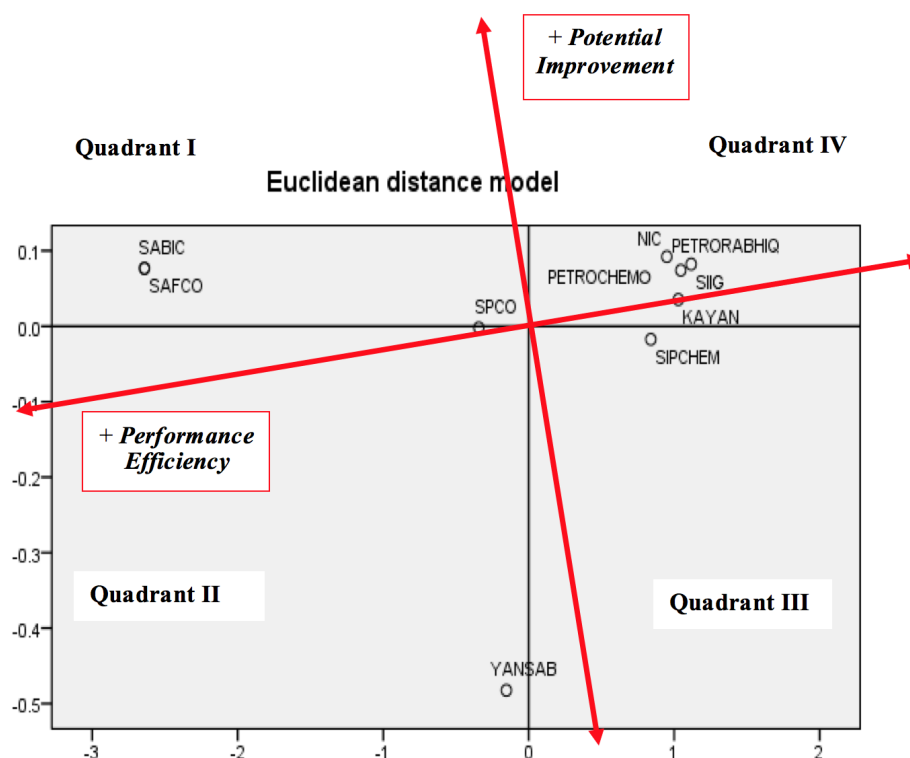 + Potential
Improvement
Quadrant I
Quadrant IV
Euclidean distance model
0.1
0.0
-0.1
-0.2
-0.3
-0.4
-0.5
SABIC
SAFCO
SPCO
NIC
PETRORABHIQ
PETROCHEMO
SIIG
KAYAN
SIPCHEM
+ Performance
Efficiency
Quadrant II
Quadrant III
YANSAB
-3
-2
-1
0
1
2